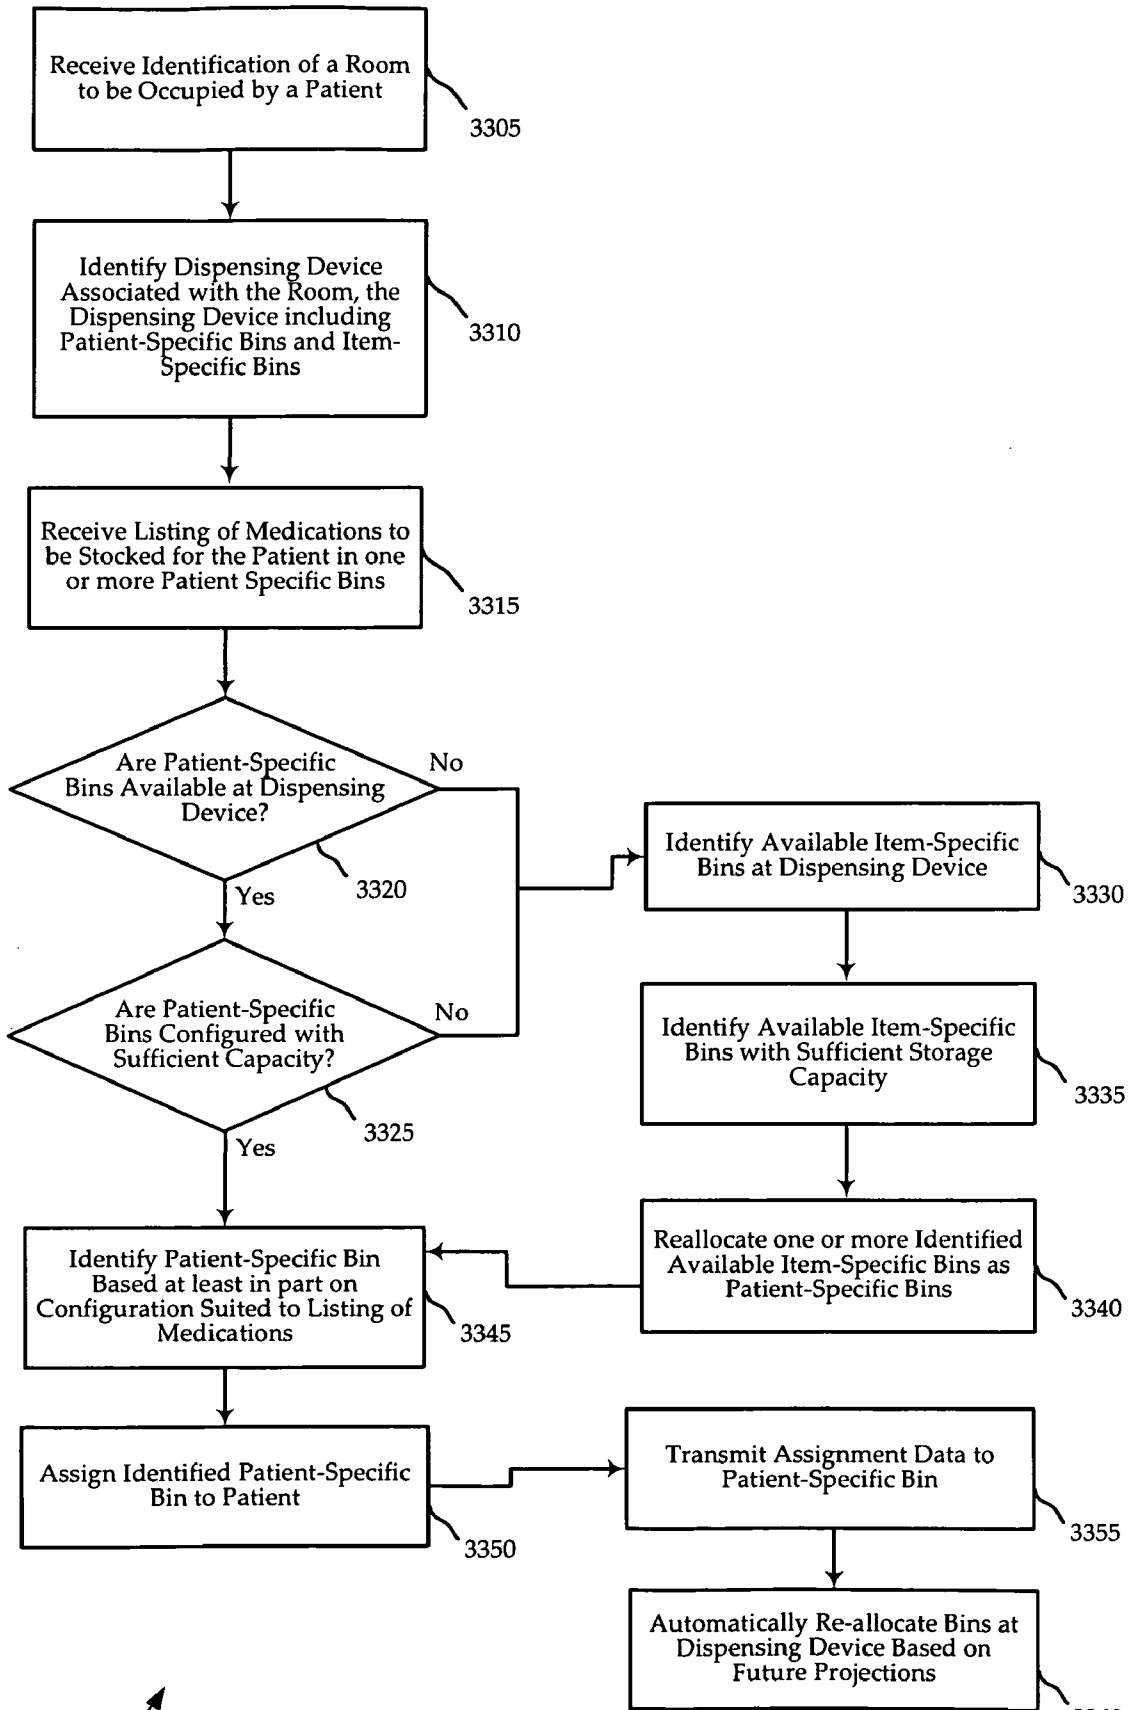 Receive Identification of a Room
to be Occupied by a Patient
3305
Identify Dispensing Device
Associated with the Room, the
Dispensing Device including
Patient-Specific Bins and Item-
Specific Bins
3310
Receive Listing of Medications to
be Stocked for the Patient in one
or more Patient Specific Bins
3315
Are Patient-Specific
Bins Available at Dispensing
Device?
No
3320
Yes
Identify Available Item-Specific
Bins at Dispensing Device
3330
Are Patient-Specific
Bins Configured with
Sufficient Capacity?
No
3325
Yes
Identify Available Item-Specific
Bins with Sufficient Storage
Capacity
3335
Reallocate one or more Identified
Available Item-Specific Bins as
Patient-Specific Bins
3340
Identify Patient-Specific Bin
Based at least in part on
Configuration Suited to Listing of
Medications
3345
Assign Identified Patient-Specific
Bin to Patient
3350
Transmit Assignment Data to
Patient-Specific Bin
3355
Automatically Re-allocate Bins at
Dispensing Device Based on
Future Projections